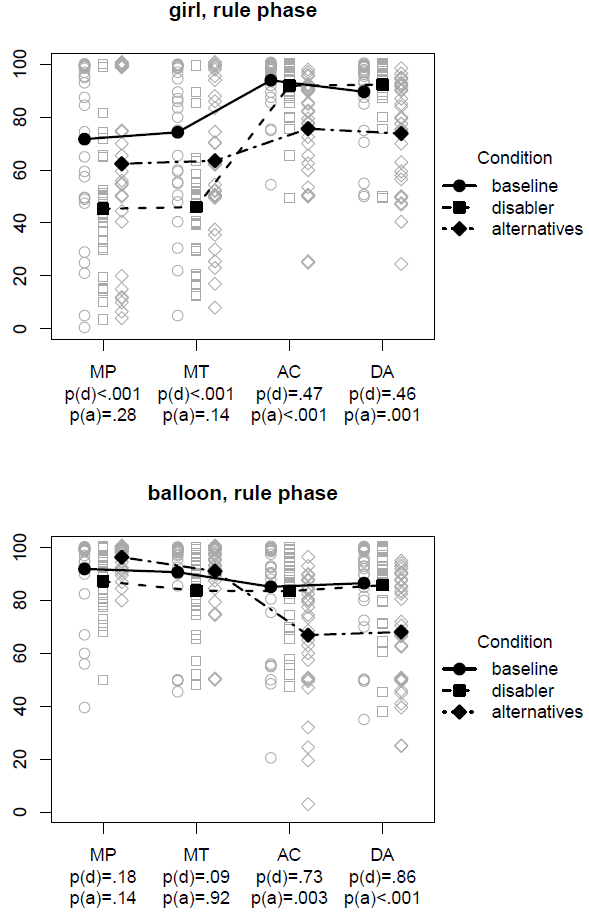 girl, rule phase
100
80
60
40
20
0
MP MT AC DA
p(d)<.001 p(d)<.001 p(d)=.47 p(d)=.46
p(a)=.28 p(a)=.14 p(a)<.001 p(a)=.001
Condition
baseline
disabler
alternatives
balloon, rule phase
100
80
60
40
20
0
MP MT AC DA
p(d)=.18 p(d)=.09 p(d)=.73 p(d)=.86
p(a)=.14 p(a)=.92 p(a)=.003 p(a)<.001
Condition
baseline
disabler
alternatives